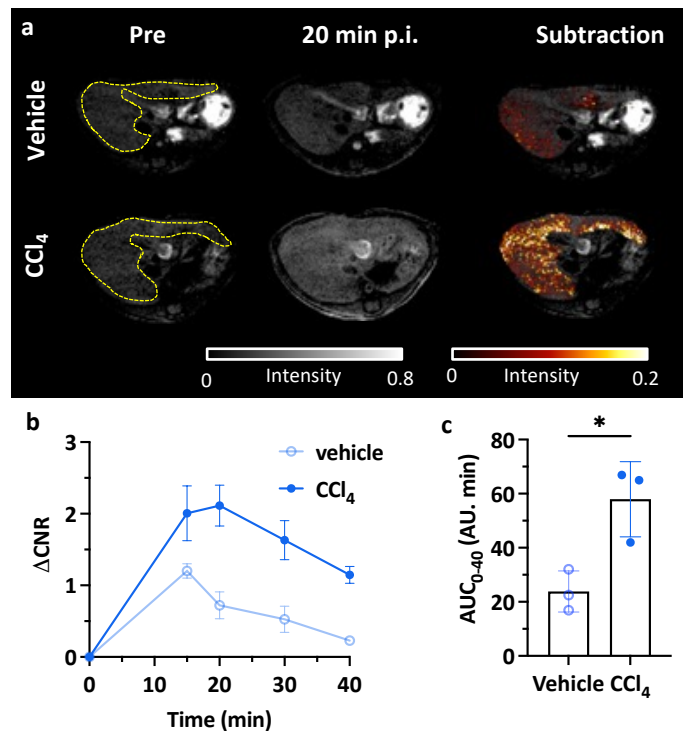 a
Pre 20 min p.i. Subtraction
Vehicle
CCl4
0 Intensity 0.8
0 Intensity 0.2
b
3
2
1
0
ΔCNR
vehicle
CCl4
0 10 20 30 40
Time (min)
c
*
80
60
40
20
0
AUC0-40 (AU. min)
Vehicle CCl4